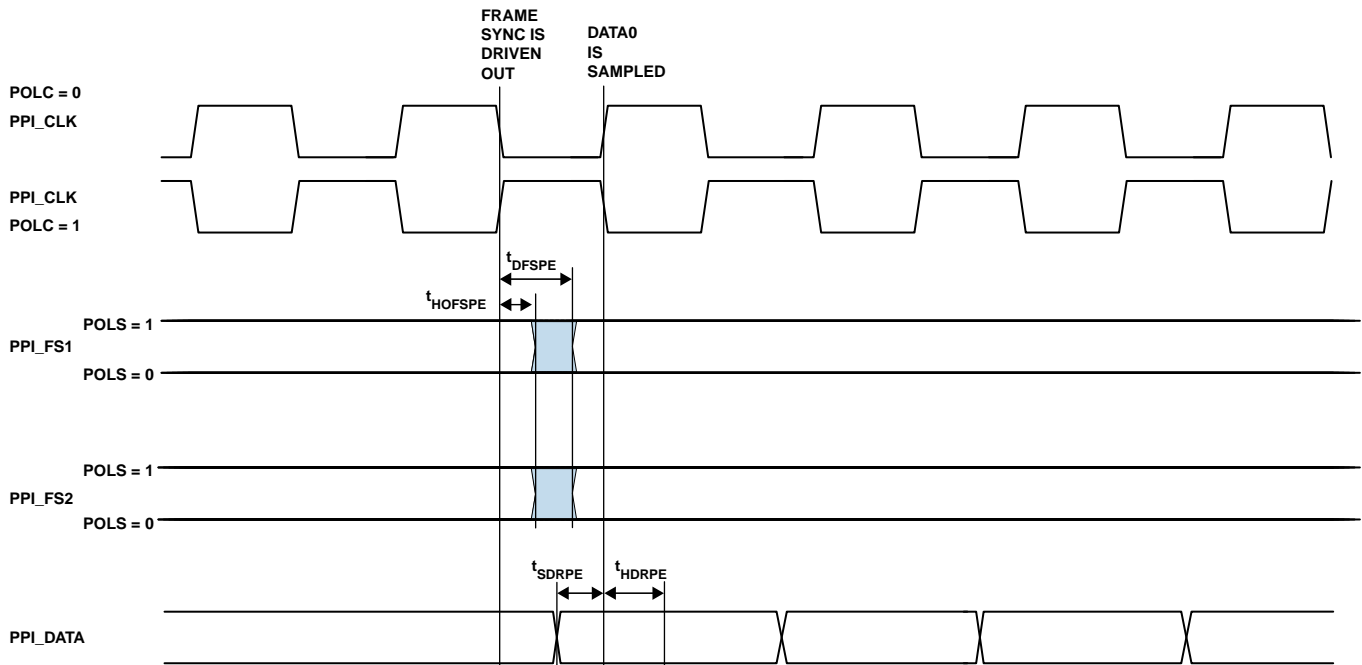 FRAME
SYNC IS
DRIVEN
OUT
DATA0
IS
SAMPLED
POLC = 0
PPI_CLK
PPI_CLK
POLC = 1
tDFSPE
tHOFSPE
POLS = 1
PPI_FS1
POLS = 0
POLS = 1
PPI_FS2
POLS = 0
tSDRPE
tHDRPE
PPI_DATA